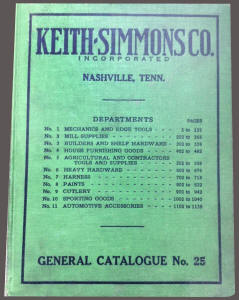 KEITH-SIMMONS CO.
INCORPORATED
NASHVILLE, TENN.
DEPARTMENTS
PAGES
No. 1 MECHANICS AND EDGE TOOLS
No. 2 MILL SUPPLIES
No. 3 BUILDERS AND SHELF HARDWARE
No. 4 HOUSE FURNISHING GOODS
No. 5 AGRICULTURAL AND CONTRACTORS
TOOLS AND SUPPLIES
No. 6 HEAVY HARDWARE
No. 7 HARNESS
No. 8 PAINTS
No. 9 CUTLERY
No. 10 SPORTING GOODS
No. 11 AUTOMOTIVE ACCESSORIES
GENERAL CATALOGUE No. 25